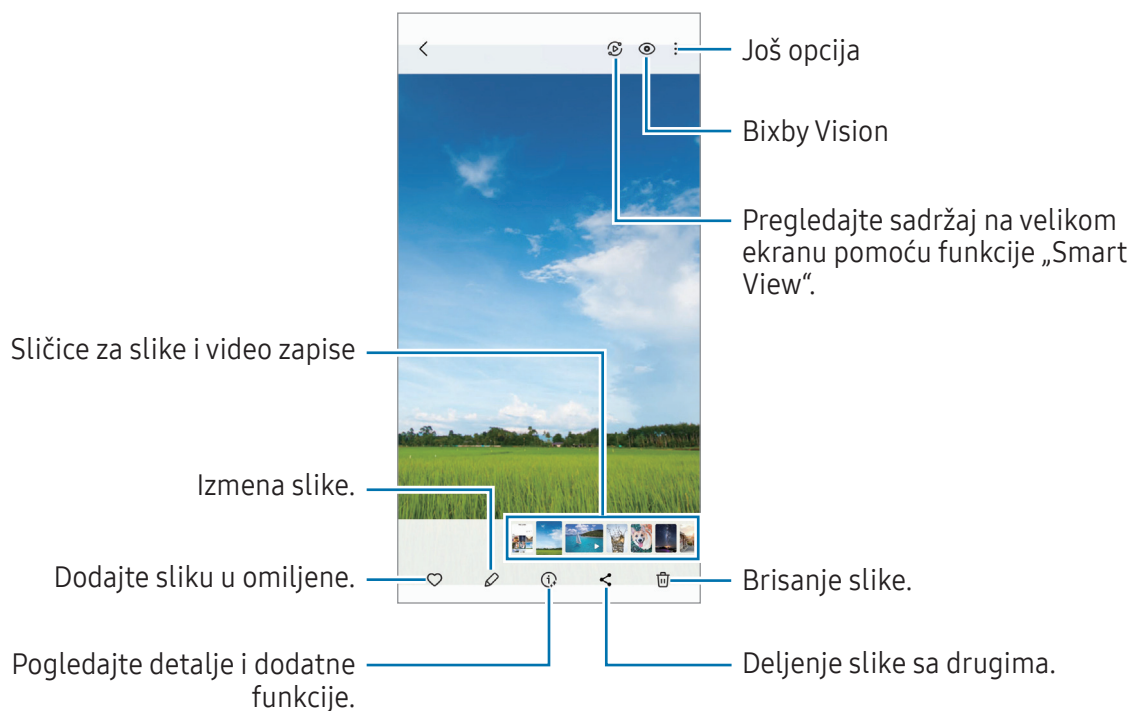 Još opcija
Bixby Vision
Pregledajte sadržaj na velikom
ekranu pomoću funkcije „Smart
View“.
Sličice za slike i video zapise
Izmena slike.
Dodajte sliku u omiljene.
Brisanje slike.
Pogledajte detalje i dodatne
funkcije.
Deljenje slike sa drugima.